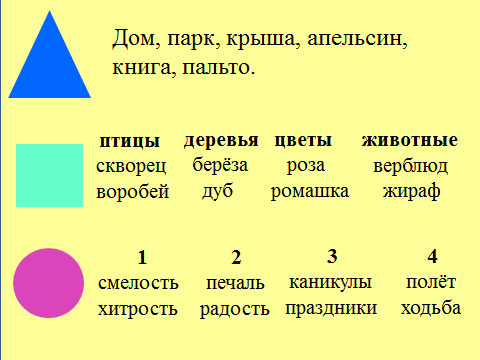 Дом, парк, крыша, апельсин,
книга, пальто.
птицы деревья цветы животные
скворец берёза роза верблюд
воробей дуб ромашка жираф
1 2 3 4
смелость печаль каникулы полёт
хитрость радость праздники ходьба